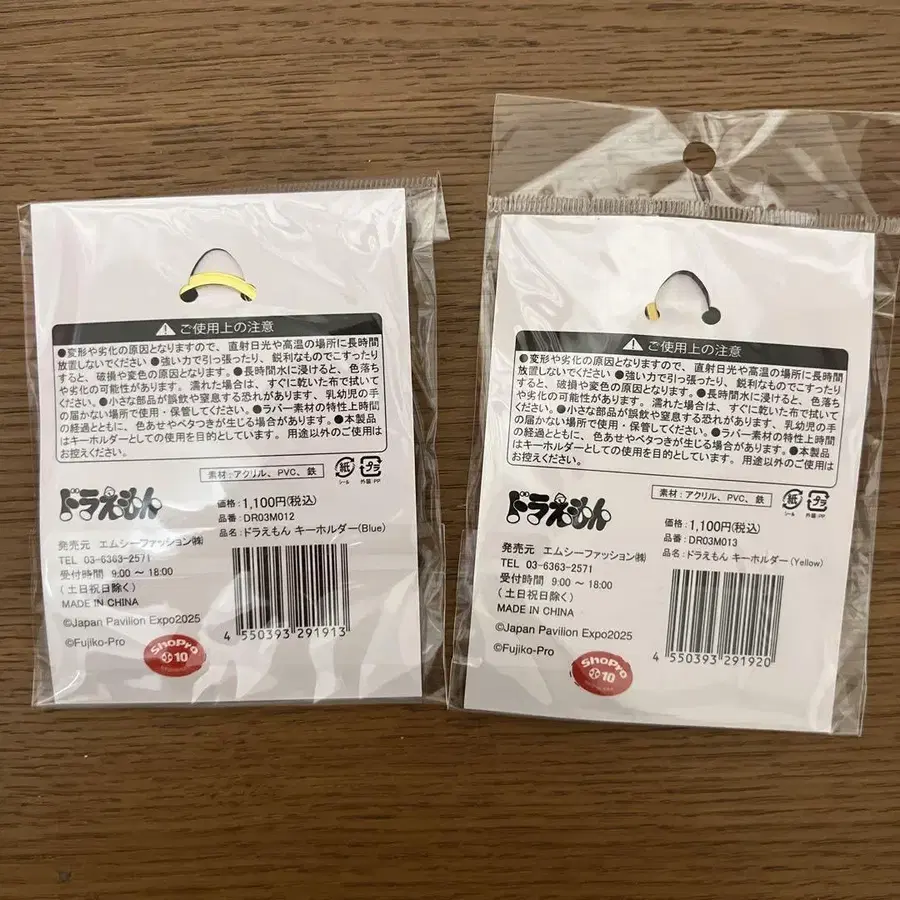 ご使用上の注意
●変形や劣化の原因となりますので、直射日光や高温の場所に長時間
放置しないでください●強い力で引っ張ったり、鋭利なものでこすったり
すると、破損や変色の原因となります。●長時間水に浸けると、色落ち
や劣化の可能性があります。濡れた場合は、すぐに乾いた布で拭いて
ください。●小さな部品が誤飲や窒息する恐れがあります、乳幼児の手
の届かない場所で使用・保管してください。●ラバー素材の特性上時間
の経過とともに、色あせやベタつきが生じる場合があります。●本製品
はキーホルダーとしての使用を目的としています。用途以外のご使用は
お控えください。
素材:アクリル、PVC、鉄
紙
シール
プラ
外装:PP
ドラえもん
価格:1,100円(税込)
品番:DR03M012
品名:ドラえもん キーホルダー(Blue)
発売元 エムシーファッション㈱
TEL 03-6363-2571
受付時間 9:00 ~ 18:00
(土日祝日除く)
MADE IN CHINA
©Japan Pavilion Expo2025
©Fujiko-Pro
ShoPro
10
4 550393 291913
ご使用上の注意
●変形や劣化の原因となりますので、直射日光や高温の場所に長時間
放置しないでください●強い力で引っ張ったり、鋭利なものでこすったり
すると、破損や変色の原因となります。●長時間水に浸けると、色落ち
や劣化の可能性があります。濡れた場合は、すぐに乾いた布で拭いて
ください。●小さな部品が誤飲や窒息する恐れがあります、乳幼児の手
の届かない場所で使用・保管してください。●ラバー素材の特性上時間
の経過とともに、色あせやベタつきが生じる場合があります。●本製品
はキーホルダーとしての使用を目的としています。用途以外のご使用は
お控えください。
素材:アクリル、PVC、鉄
紙
シール
プラ
外装:PP
ドラえもん
価格:1,100円(税込)
品番:DR03M013
品名:ドラえもん キーホルダー(Yellow)
発売元 エムシーファッション㈱
TEL 03-6363-2571
受付時間 9:00 ~ 18:00
(土日祝日除く)
MADE IN CHINA
©Japan Pavilion Expo2025
©Fujiko-Pro
ShoPro
10
4 550393 291920